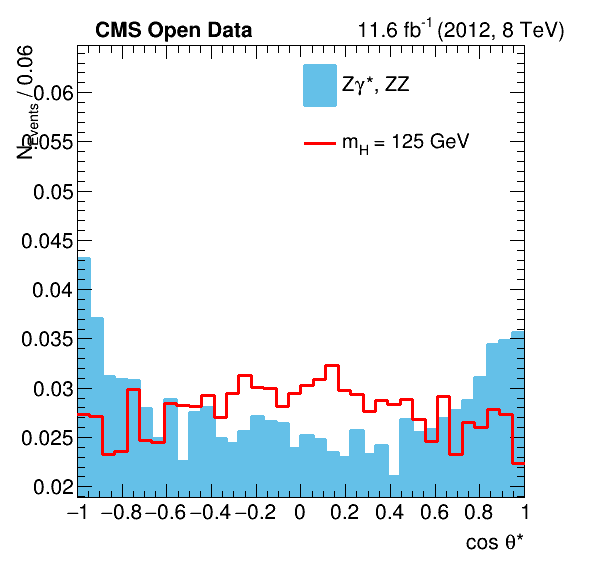 CMS Open Data 11.6 fb-1 (2012, 8 TeV)
NEvents / 0.06
Zγ*, ZZ
mH = 125 GeV
0.06
0.055
0.05
0.045
0.04
0.035
0.03
0.025
0.02
−1 −0.8 −0.6 −0.4 −0.2 0 0.2 0.4 0.6 0.8 1
cos θ*